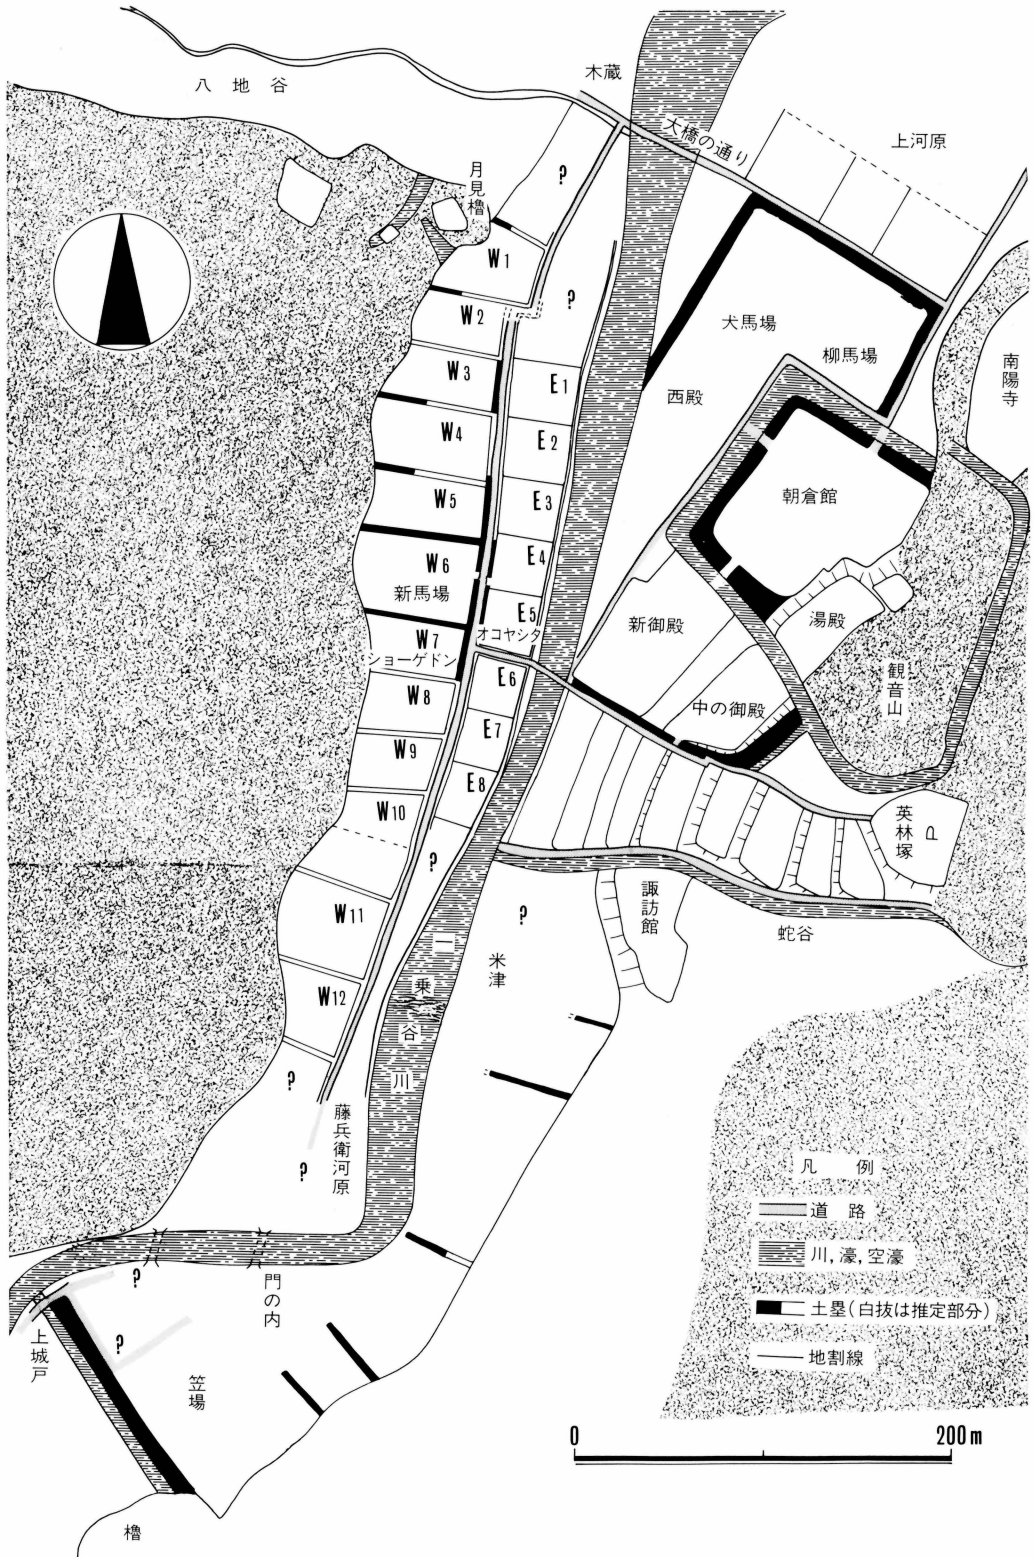 木蔵
八地谷
大橋の通り
上河原
月見櫓
?
W1
?
W2
犬馬場
柳馬場
南陽寺
W3
E1
西殿
W4
E2
朝倉館
W5
E3
W6
E4
新馬場
E5
新御殿
湯殿
オコヤシタ
W7
ショーゲドン
E6
観音山
W8
中の御殿
E7
W9
E8
W10
英林塚
?
諏訪館
W11
?
蛇谷
米津
W12
一乗谷川
?
藤兵衛河原
?
凡例
道路
川,濠,空濠
土塁(白抜は推定部分)
地割線
?
門の内
?
上城戸
笠場
0 200m
櫓